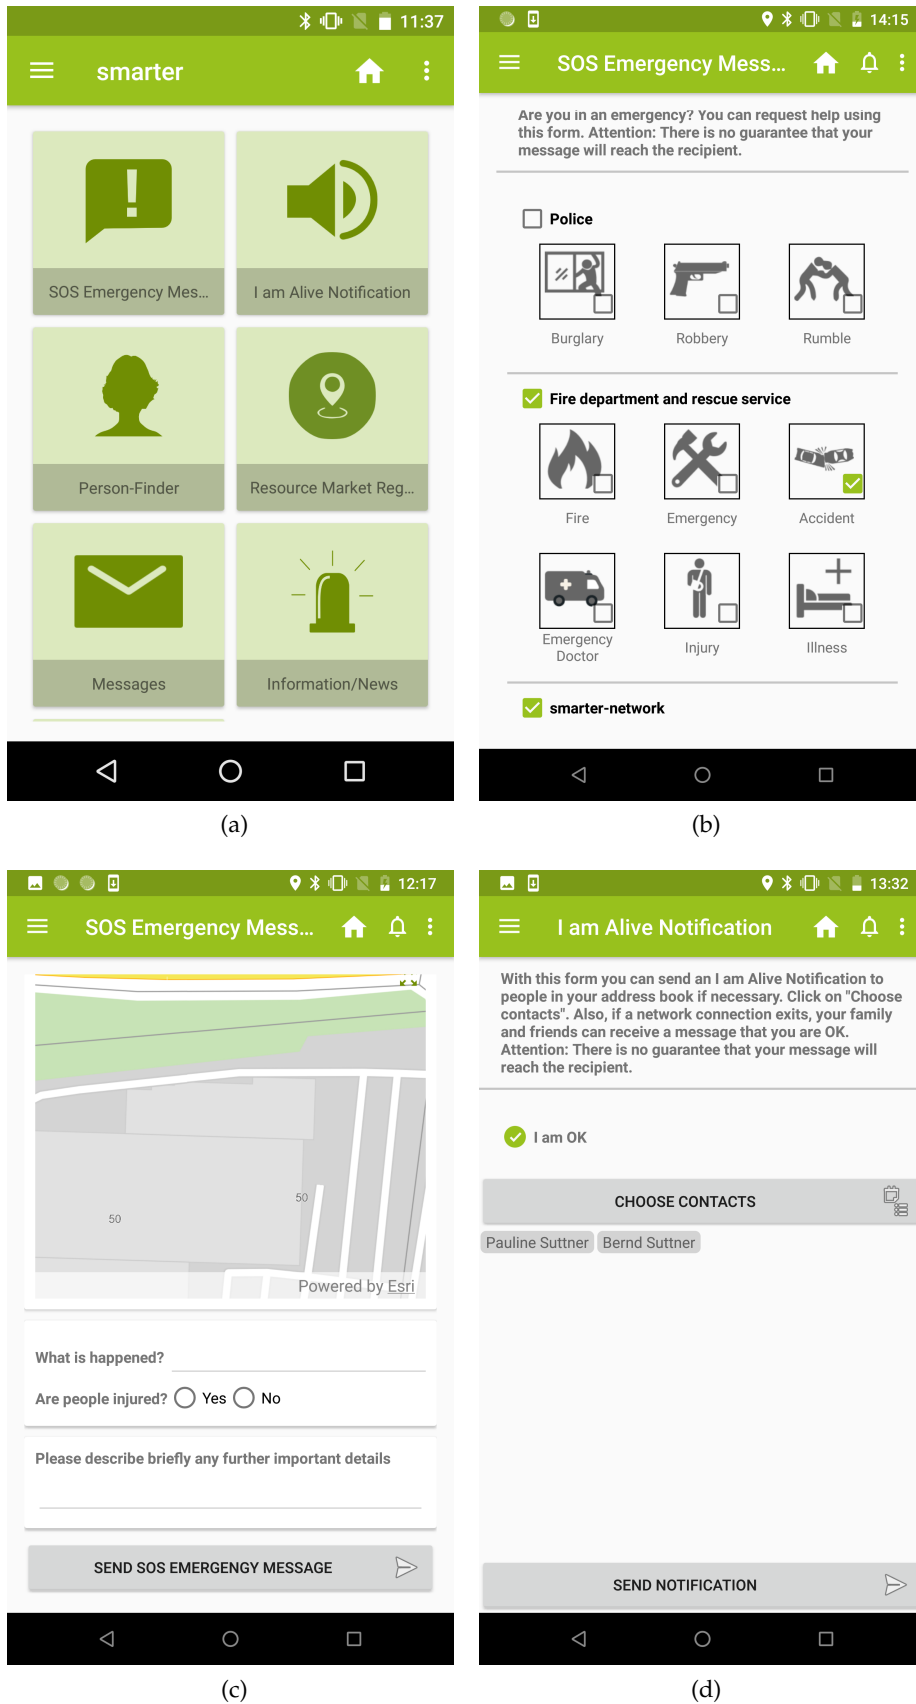 11:37
smarter
SOS Emergency Mes...
I am Alive Notification
Person-Finder
Resource Market Reg...
Messages
Information/News
(a)
14:15
SOS Emergency Mess...
Are you in an emergency? You can request help using
this form. Attention: There is no guarantee that your
message will reach the recipient.
Police
Burglary
Robbery
Rumble
Fire department and rescue service
Fire
Emergency
Accident
Emergency
Doctor
Injury
Illness
smarter-network
(b)
12:17
SOS Emergency Mess...
50
50
Powered by Esri
What is happened?
Are people injured? Yes No
Please describe briefly any further important details
SEND SOS EMERGENGY MESSAGE
(c)
13:32
I am Alive Notification
With this form you can send an I am Alive Notification to
people in your address book if necessary. Click on "Choose
contacts". Also, if a network connection exits, your family
and friends can receive a message that you are OK.
Attention: There is no guarantee that your message will
reach the recipient.
I am OK
CHOOSE CONTACTS
Pauline Suttner Bernd Suttner
SEND NOTIFICATION
(d)